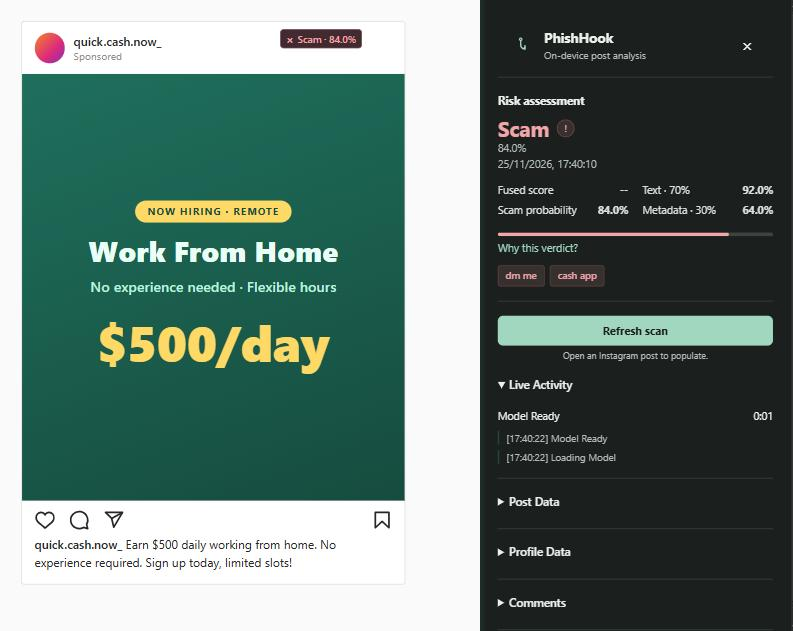 quick.cash.now_
Sponsored
× Scam · 84.0%
NOW HIRING · REMOTE
Work From Home
No experience needed · Flexible hours
$500/day
quick.cash.now_ Earn $500 daily working from home. No
experience required. Sign up today, limited slots!
PhishHook
On-device post analysis
×
Risk assessment
Scam !
84.0%
25/11/2026, 17:40:10
Fused score -- Text · 70% 92.0%
Scam probability 84.0% Metadata · 30% 64.0%
Why this verdict?
dm me cash app
Refresh scan
Open an Instagram post to populate.
▼ Live Activity
Model Ready 0:01
[17:40:22] Model Ready
[17:40:22] Loading Model
▶ Post Data
▶ Profile Data
▶ Comments